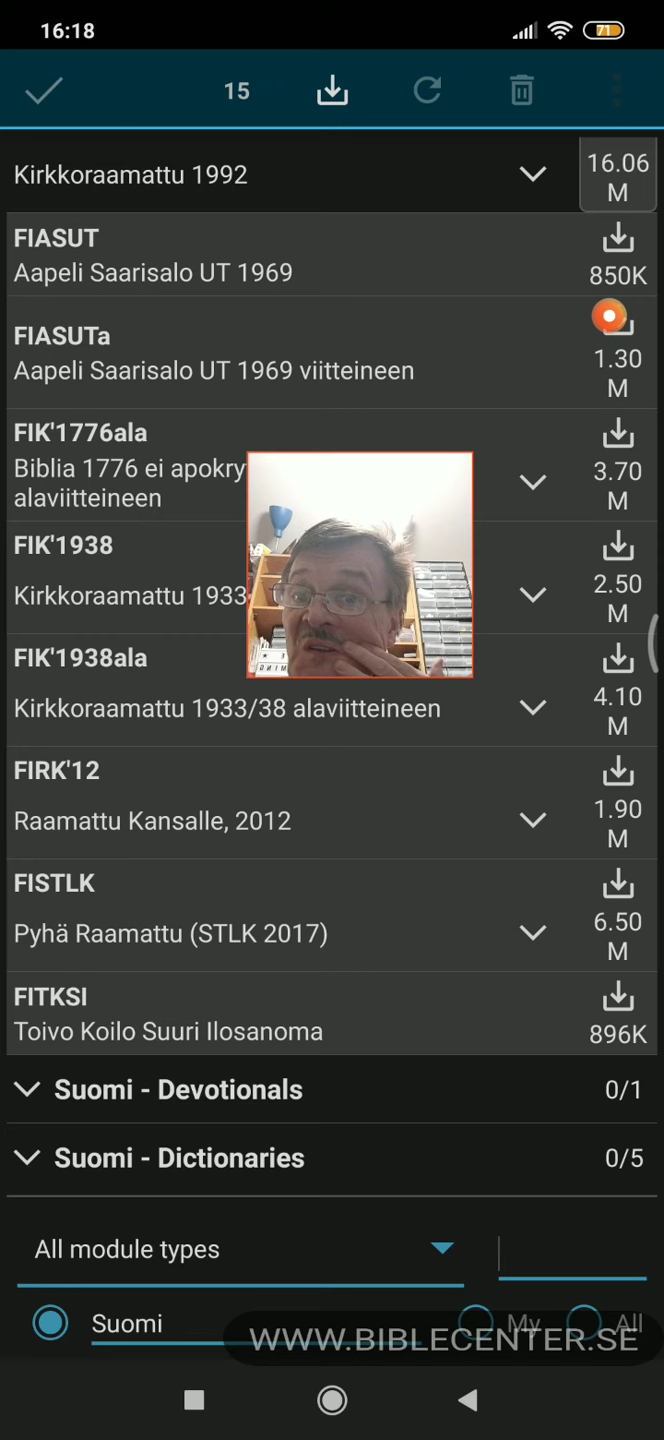 16:18
71
15
Kirkkoraamattu 1992
16.06
M
FIASUT
Aapeli Saarisalo UT 1969
850K
FIASUTa
Aapeli Saarisalo UT 1969 viitteineen
1.30
M
FIK'1776ala
Biblia 1776 ei apokry
alaviitteineen
3.70
M
FIK'1938
Kirkkoraamattu 1933
2.50
M
FIK'1938ala
Kirkkoraamattu 1933/38 alaviitteineen
4.10
M
FIRK'12
Raamattu Kansalle, 2012
1.90
M
FISTLK
Pyhä Raamattu (STLK 2017)
6.50
M
FITKSI
Toivo Koilo Suuri Ilosanoma
896K
Suomi - Devotionals 0/1
Suomi - Dictionaries 0/5
All module types
Suomi My All
WWW.BIBLECENTER.SE